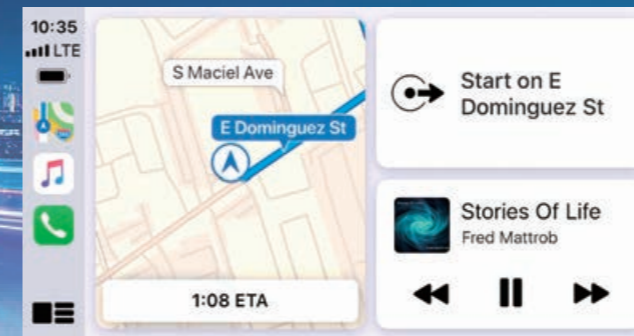 10:35
LTE
S Maciel Ave
E Dominguez St
1:08 ETA
Start on E
Dominguez St
Stories Of Life
Fred Mattrob